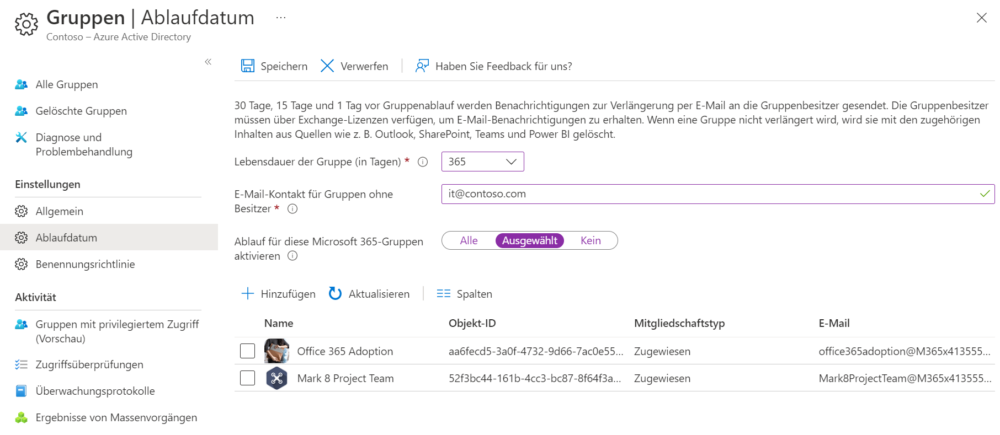 Gruppen | Ablaufdatum ...
Contoso – Azure Active Directory
«
Alle Gruppen
Gelöschte Gruppen
Diagnose und
Problembehandlung
Einstellungen
Allgemein
Ablaufdatum
Benennungsrichtlinie
Aktivität
Gruppen mit privilegiertem Zugriff
(Vorschau)
Zugriffsüberprüfungen
Überwachungsprotokolle
Ergebnisse von Massenvorgängen
Speichern Verwerfen Haben Sie Feedback für uns?
30 Tage, 15 Tage und 1 Tag vor Gruppenablauf werden Benachrichtigungen zur Verlängerung per E-Mail an die Gruppenbesitzer gesendet. Die Gruppenbesitzer
müssen über Exchange-Lizenzen verfügen, um E-Mail-Benachrichtigungen zu erhalten. Wenn eine Gruppe nicht verlängert wird, wird sie mit den zugehörigen
Inhalten aus Quellen wie z. B. Outlook, SharePoint, Teams und Power BI gelöscht.
Lebensdauer der Gruppe (in Tagen) * 365
E-Mail-Kontakt für Gruppen ohne
Besitzer *
it@contoso.com
Ablauf für diese Microsoft 365-Gruppen
aktivieren
Alle Ausgewählt Kein
Hinzufügen Aktualisieren Spalten
Name Objekt-ID Mitgliedschaftstyp E-Mail
Office 365 Adoption aa6fecd5-3a0f-4732-9d66-7ac0e55... Zugewiesen office365adoption@M365x413555...
Mark 8 Project Team 52f3bc44-161b-4cc3-bc87-8f64f3a... Zugewiesen Mark8ProjectTeam@M365x413555...